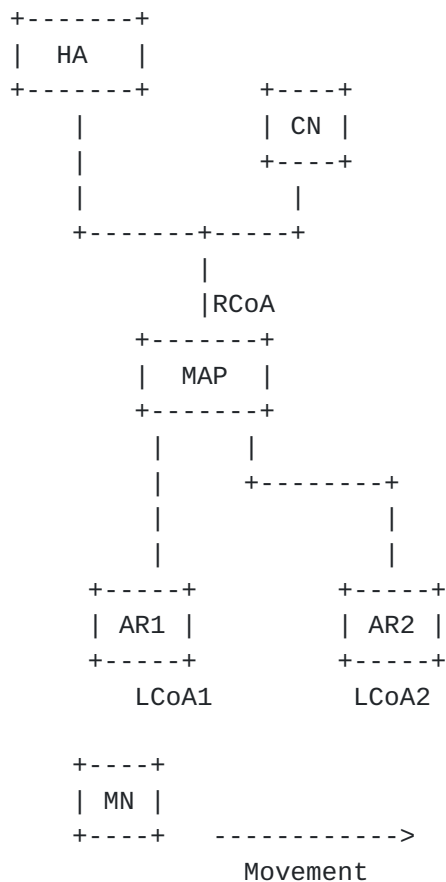 HA
CN
RCoA
MAP
AR1 AR2
LCoA1 LCoA2
MN
Movement